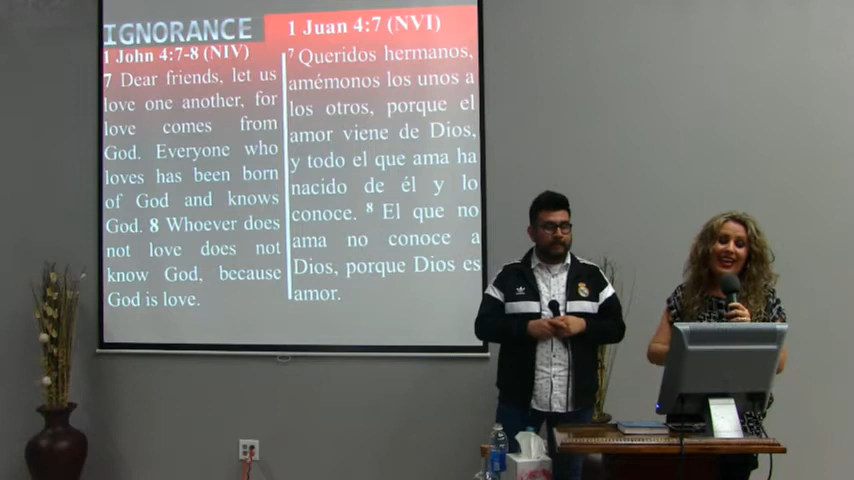 IGNORANCE
1 John 4:7-8 (NIV)
7 Dear friends, let us
love one another, for
love comes from
God. Everyone who
loves has been born
of God and knows
God. 8 Whoever does
not love does not
know God, because
God is love.
1 Juan 4:7 (NVI)
7 Queridos hermanos,
amémonos los unos a
los otros, porque el
amor viene de Dios,
y todo el que ama ha
nacido de él y lo
conoce. 8 El que no
ama no conoce a
Dios, porque Dios es
amor.